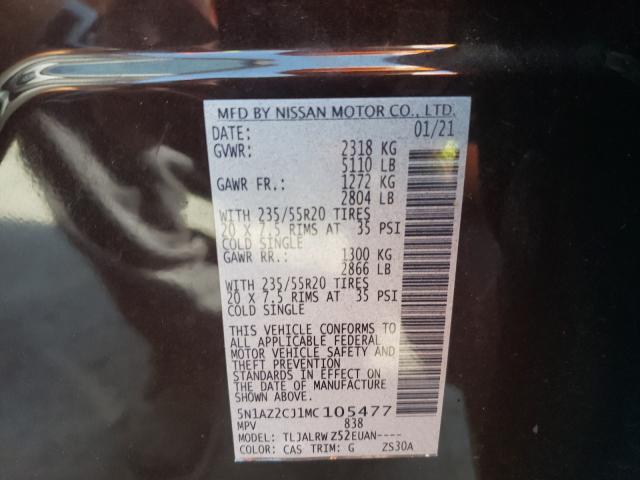 MFD BY NISSAN MOTOR CO., LTD.
DATE: 01/21
GVWR: 2318 KG
5110 LB
GAWR FR.: 1272 KG
2804 LB
WITH 235/55R20 TIRES
20 X 7.5 RIMS AT 35 PSI
COLD SINGLE
GAWR RR.: 1300 KG
2866 LB
WITH 235/55R20 TIRES
20 X 7.5 RIMS AT 35 PSI
COLD SINGLE
THIS VEHICLE CONFORMS TO
ALL APPLICABLE FEDERAL
MOTOR VEHICLE SAFETY AND
THEFT PREVENTION
STANDARDS IN EFFECT ON
THE DATE OF MANUFACTURE
SHOWN ABOVE.
5N1AZ2CJ1MC105477
MPV 838
MODEL: TLJALRW Z52EUAN----
COLOR: CAS TRIM: G ZS30A